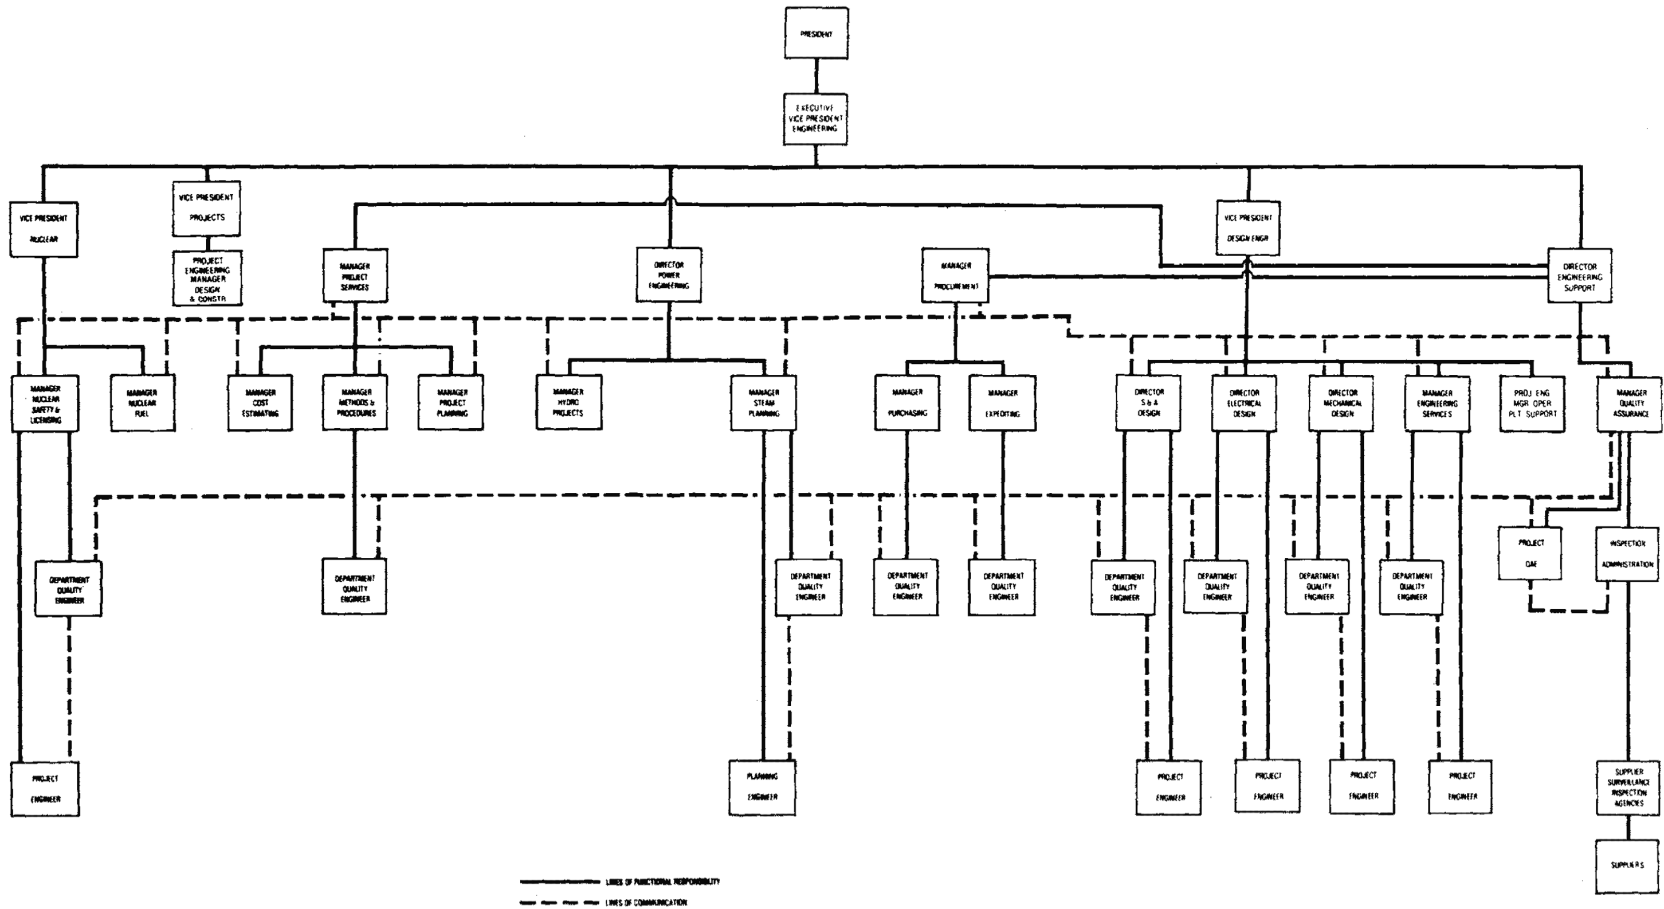 PRESIDENT
EXECUTIVE
VICE PRESIDENT
ENGINEERING
VICE PRESIDENT
NUCLEAR
VICE PRESIDENT
PROJECTS
PROJECT
ENGINEERING
MANAGER
DESIGN
& CONSTR
MANAGER
PROJECT
SERVICES
DIRECTOR
POWER
ENGINEERING
MANAGER
PROCUREMENT
VICE PRESIDENT
DESIGN ENGR
DIRECTOR
ENGINEERING
SUPPORT
MANAGER
NUCLEAR
SAFETY &
LICENSING
MANAGER
NUCLEAR
FUEL
MANAGER
COST
ESTIMATING
MANAGER
METHODS &
PROCEDURES
MANAGER
PROJECT
PLANNING
MANAGER
HYDRO
PROJECTS
MANAGER
STEAM
PLANNING
MANAGER
PURCHASING
MANAGER
EXPEDITING
DIRECTOR
S & A
DESIGN
DIRECTOR
ELECTRICAL
DESIGN
DIRECTOR
MECHANICAL
DESIGN
MANAGER
ENGINEERING
SERVICES
PROJ ENG
MGR OPER
PLT SUPPORT
MANAGER
QUALITY
ASSURANCE
DEPARTMENT
QUALITY
ENGINEER
DEPARTMENT
QUALITY
ENGINEER
DEPARTMENT
QUALITY
ENGINEER
DEPARTMENT
QUALITY
ENGINEER
DEPARTMENT
QUALITY
ENGINEER
DEPARTMENT
QUALITY
ENGINEER
DEPARTMENT
QUALITY
ENGINEER
DEPARTMENT
QUALITY
ENGINEER
DEPARTMENT
QUALITY
ENGINEER
PROJECT
QAE
INSPECTION
ADMINISTRATION
PROJECT
ENGINEER
PLANNING
ENGINEER
PROJECT
ENGINEER
PROJECT
ENGINEER
PROJECT
ENGINEER
PROJECT
ENGINEER
SUPPLIER
SURVEILLANCE
INSPECTION
AGENCIES
SUPPLIERS
LINES OF FUNCTIONAL RESPONSIBILITY
LINES OF COMMUNICATION